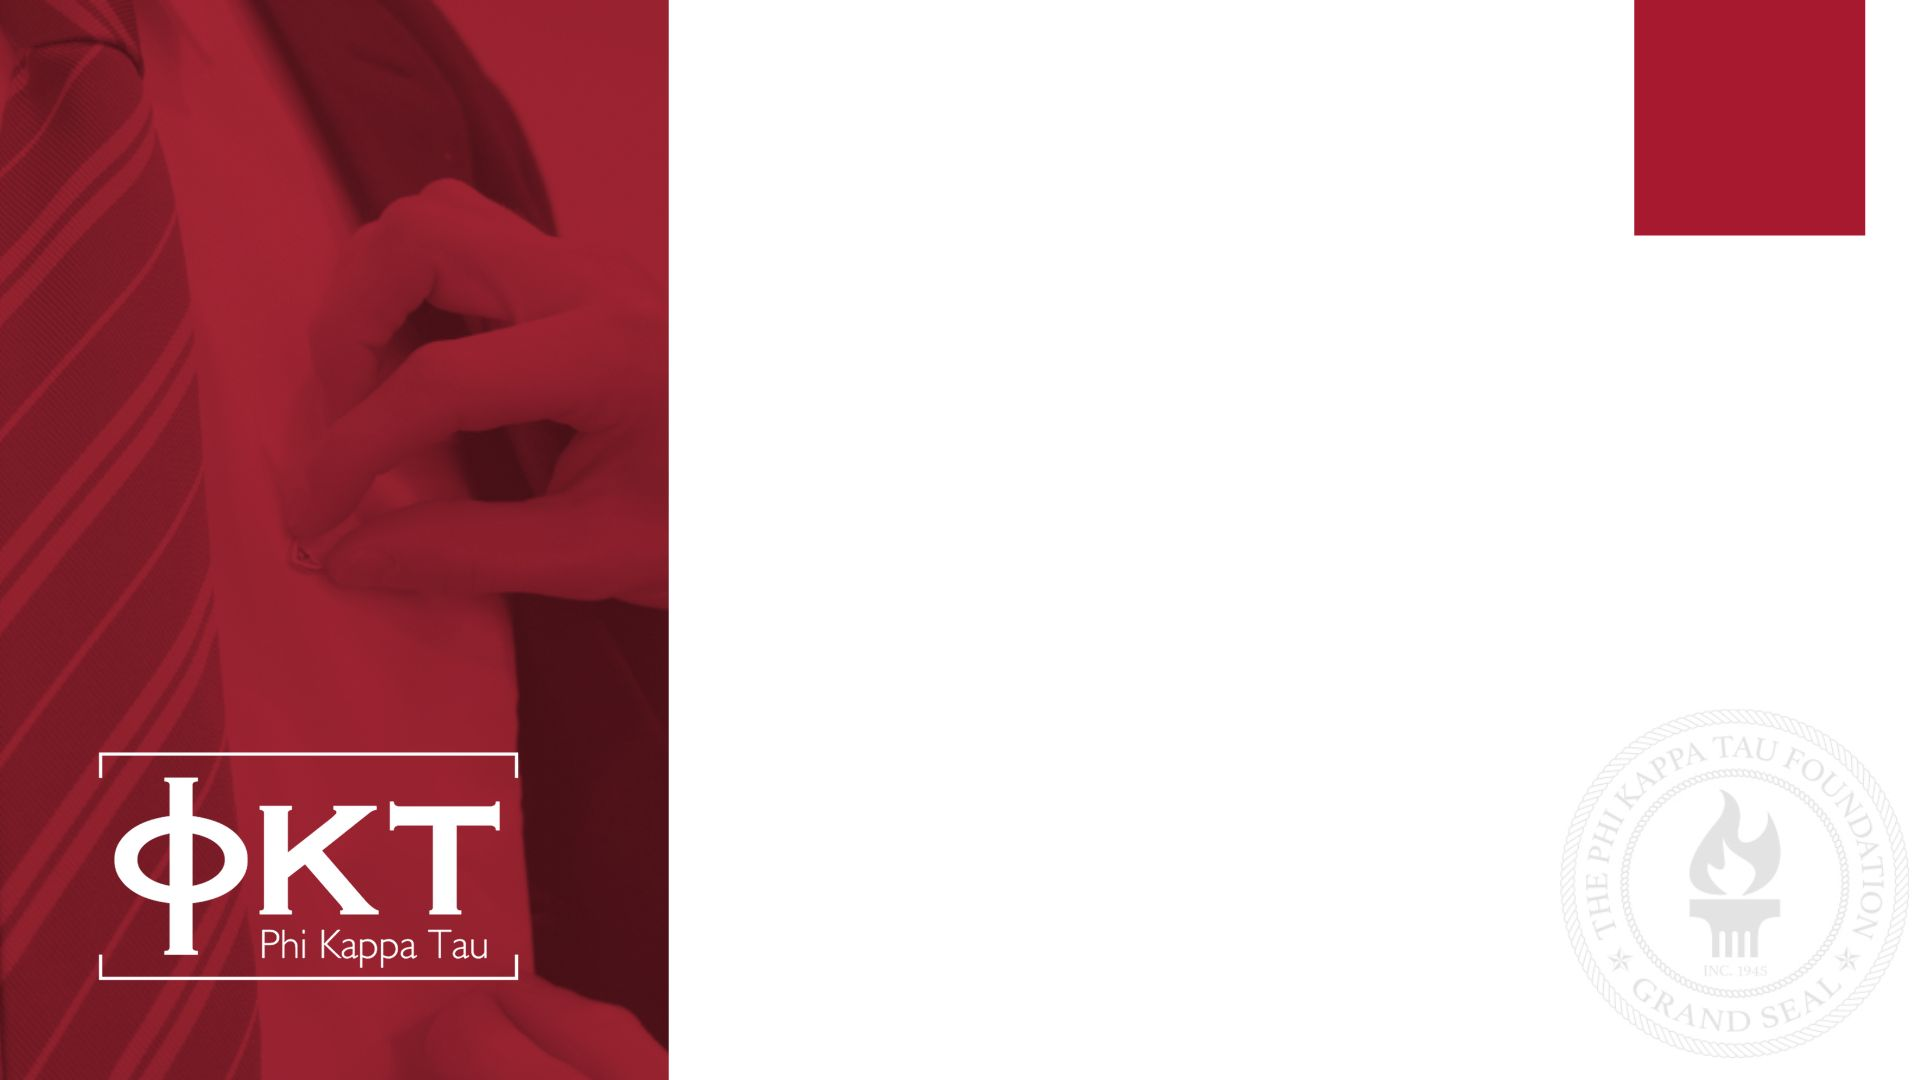 ΦΚΤ
Phi Kappa Tau
THE PHI KAPPA TAU FOUNDATION
INC. 1945
GRAND SEAL